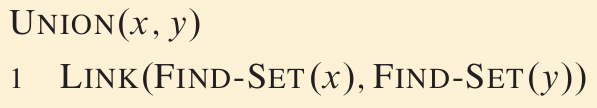 UNION(x, y)
1 LINK(FIND-SET(x), FIND-SET(y))